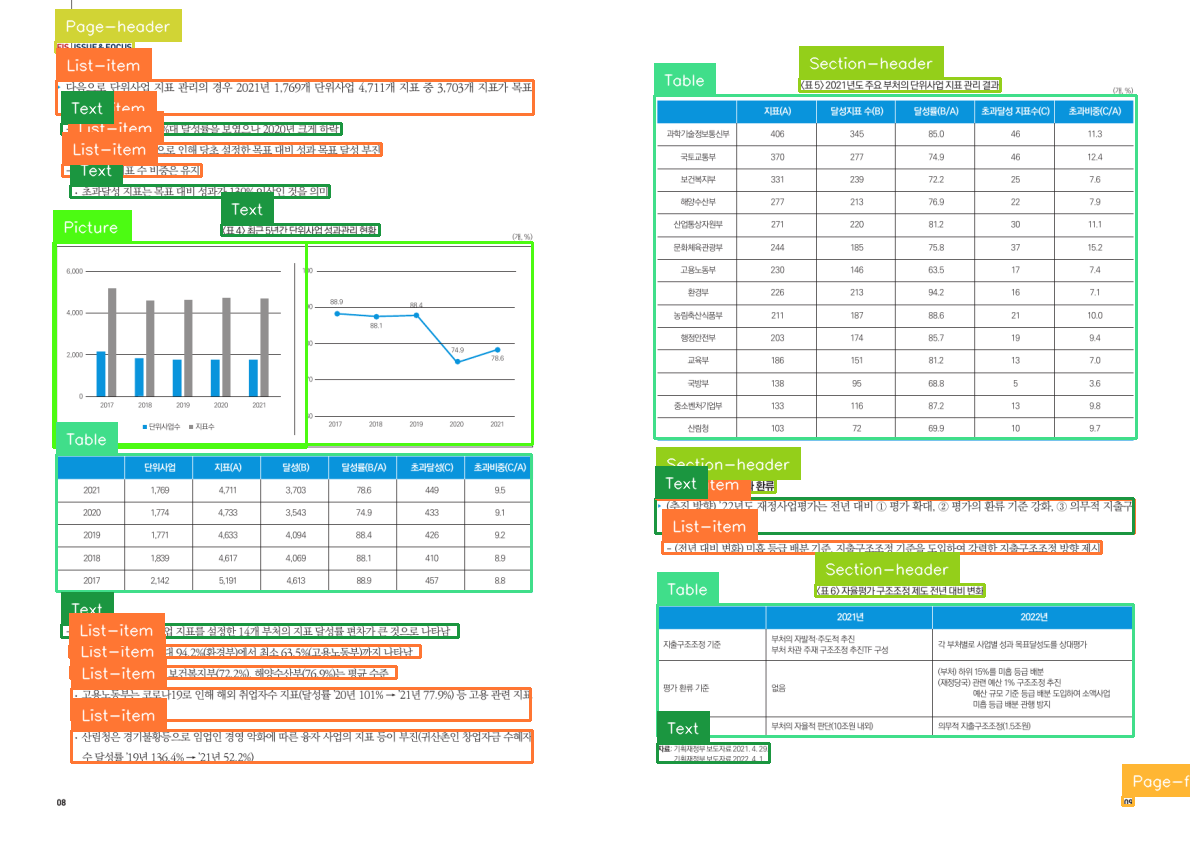 Page-header
EIS ISSUE & FOCUS
List-item
다음으로 단위사업 지표 관리의 경우 2021년 1,769개 단위사업 4,711개 지표 중 3,703개 지표가 목표
Text
대 달성률을 보였으나 2020년 크게 하락
List-item
List-item
으로 인해 당초 설정한 목표 대비 성과 목표 달성 부진
표 수 비중은 유지
Text
· 초과달성 지표는 목표 대비 성과가 130% 이상인 것을 의미
Text
〈표 4〉 최근 5년간 단위사업 성과관리 현황
Picture
(개, %)
6,000
4,000
2,000
0
2017 2018 2019 2020 2021
단위사업수 지표수
88.9 88.1 88.4 74.9 78.6
2017 2018 2019 2020 2021
Table
단위사업 지표(A) 달성(B) 달성률(B/A) 초과달성(C) 초과비중(C/A)
2021 1,769 4,711 3,703 78.6 449 9.5
2020 1,774 4,733 3,543 74.9 433 9.1
2019 1,771 4,633 4,094 88.4 426 9.2
2018 1,839 4,617 4,069 88.1 410 8.9
2017 2,142 5,191 4,613 88.9 457 8.8
Text
List-item
지표를 설정한 14개 부처의 지표 달성률 편차가 큰 것으로 나타남
List-item
94.2%(환경부)에서 최소 63.5%(고용노동부)까지 나타남
List-item
보건복지부(72.2), 해양수산부(76.9)%는 평균 수준
· 고용노동부는 코로나19로 인해 해외 취업자수 지표(달성률 '20년 101% → '21년 77.9%) 등 고용 관련 지표
List-item
· 산림청은 경기불황등으로 임업인 경영 악화에 따른 융자 사업의 지표 등이 부진(귀산촌인 창업자금 수혜자
수 달성률 '19년 136.4% → '21년 52.2%)
08
Section-header
Table
〈표 5〉 2021년도 주요 부처의 단위사업 지표 관리 결과
(개, %)
지표(A) 달성지표 수(B) 달성률(B/A) 초과달성 지표수(C) 초과비중(C/A)
과학기술정보통신부 406 345 85.0 46 11.3
국토교통부 370 277 74.9 46 12.4
보건복지부 331 239 72.2 25 7.6
해양수산부 277 213 76.9 22 7.9
산업통상자원부 271 220 81.2 30 11.1
문화체육관광부 244 185 75.8 37 15.2
고용노동부 230 146 63.5 17 7.4
환경부 226 213 94.2 16 7.1
농림축산식품부 211 187 88.6 21 10.0
행정안전부 203 174 85.7 19 9.4
교육부 186 151 81.2 13 7.0
국방부 138 95 68.8 5 3.6
중소벤처기업부 133 116 87.2 13 9.8
산림청 103 72 69.9 10 9.7
Section-header
Text
환류
(추진 방향) '22년도 재정사업평가는 전년 대비 ① 평가 확대, ② 평가의 환류 기준 강화, ③ 의무적 지출구
List-item
- (전년 대비 변화) 미흡 등급 배분 기준, 지출구조조정 기준을 도입하여 강력한 지출구조조정 방향 제시
Section-header
Table
〈표 6〉 자율평가 구조조정 제도 전년 대비 변화
2021년 2022년
지출구조조정 기준 부처의 자발적·주도적 추진 각 부처별로 사업별 성과 목표달성도를 상대평가
부처 차관 주재 구조조정 추진TF 구성
평가 환류 기준 없음 (부처) 하위 15%를 미흡 등급 배분
(재정당국) 관련 예산 1% 구조조정 추진
예산 규모 기준 등급 배분 도입하여 소액사업
미흡 등급 배분 관행 방지
부처의 자율적 판단(10조원 내외) 의무적 지출구조조정(1.5조원)
Text
자료: 기획재정부 보도자료 2021. 4. 29.
기획재정부 보도자료 2022. 4. 1.
Page-f
09